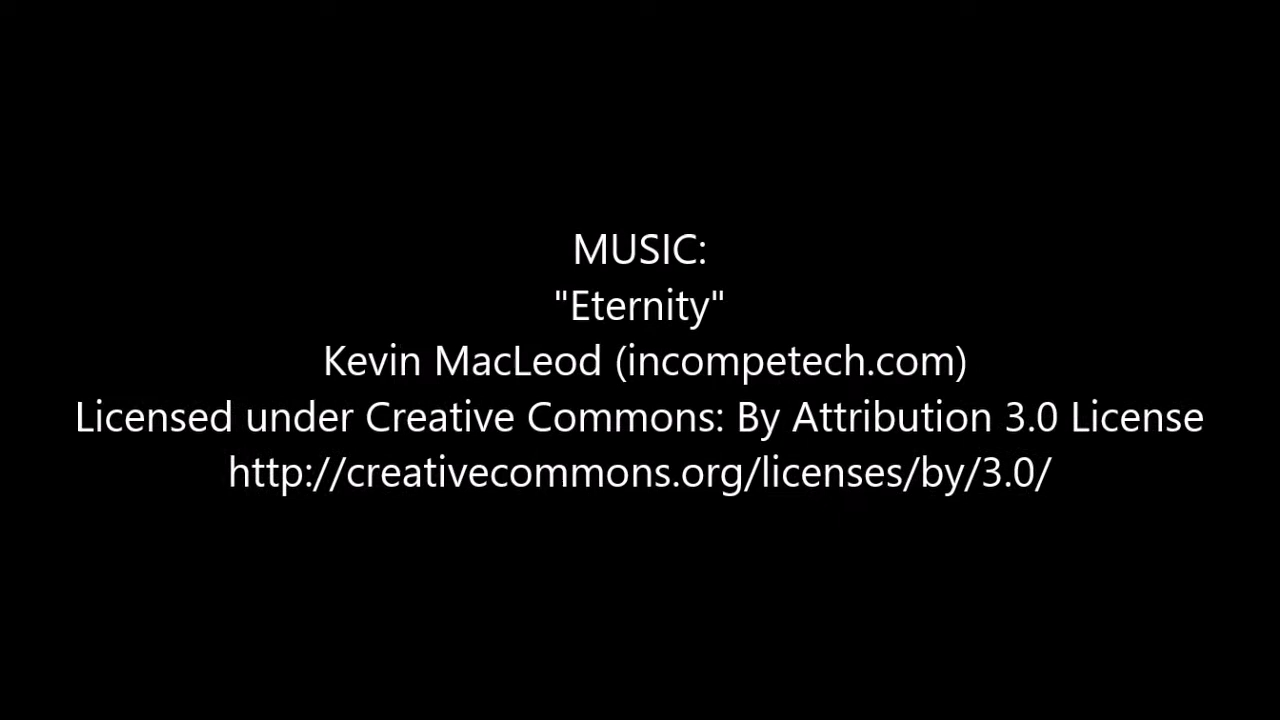 MUSIC:
"Eternity"
Kevin MacLeod (incompetech.com)
Licensed under Creative Commons: By Attribution 3.0 License
http://creativecommons.org/licenses/by/3.0/